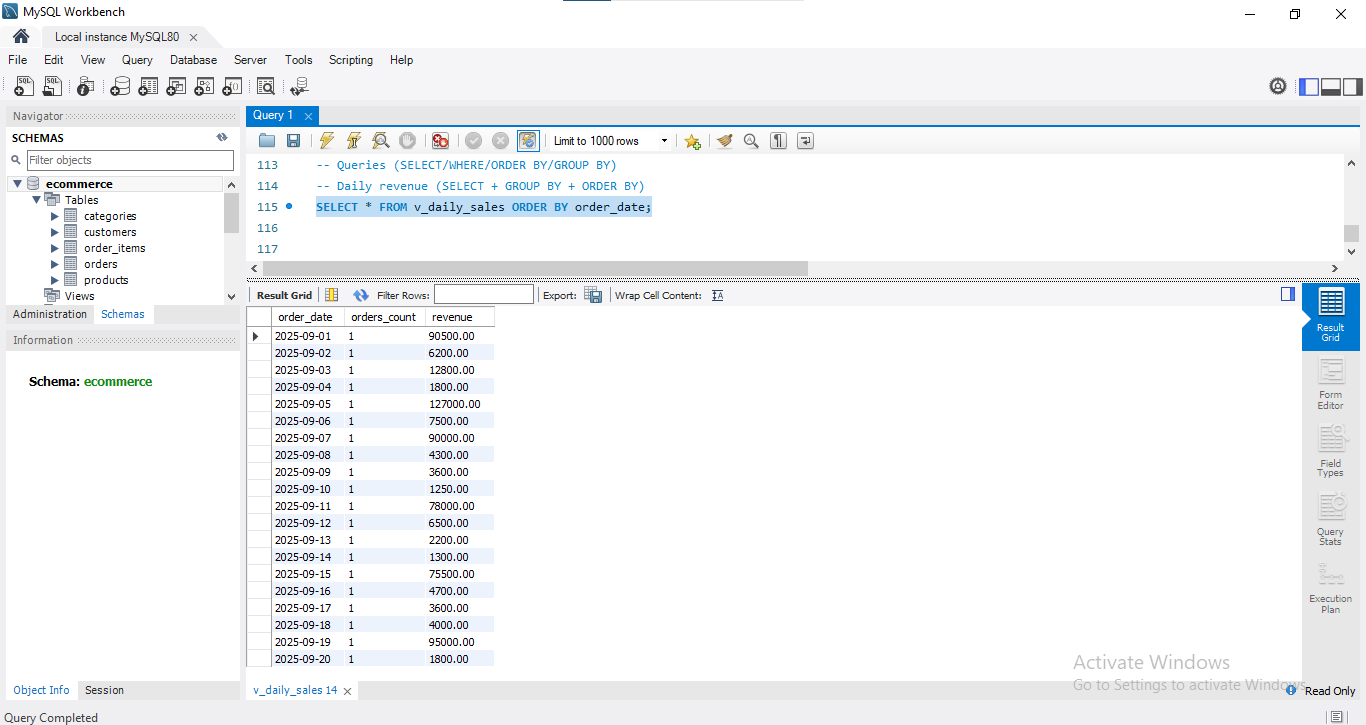 MySQL Workbench
Local instance MySQL80
File Edit View Query Database Server Tools Scripting Help
Navigator
SCHEMAS
Filter objects
ecommerce
Tables
categories
customers
order_items
orders
products
Views
Administration Schemas
Information
Schema: ecommerce
Object Info Session
Query 1
Limit to 1000 rows
113 -- Queries (SELECT/WHERE/ORDER BY/GROUP BY)
114 -- Daily revenue (SELECT + GROUP BY + ORDER BY)
115 SELECT * FROM v_daily_sales ORDER BY order_date;
116
117
Result Grid Filter Rows: Export: Wrap Cell Content:
order_date orders_count revenue
2025-09-01 1 90500.00
2025-09-02 1 6200.00
2025-09-03 1 12800.00
2025-09-04 1 1800.00
2025-09-05 1 127000.00
2025-09-06 1 7500.00
2025-09-07 1 90000.00
2025-09-08 1 4300.00
2025-09-09 1 3600.00
2025-09-10 1 1250.00
2025-09-11 1 78000.00
2025-09-12 1 6500.00
2025-09-13 1 2200.00
2025-09-14 1 1300.00
2025-09-15 1 75500.00
2025-09-16 1 4700.00
2025-09-17 1 3600.00
2025-09-18 1 4000.00
2025-09-19 1 95000.00
2025-09-20 1 1800.00
Result
Grid
Form
Editor
Field
Types
Query
Stats
Execution
Plan
Activate Windows
Go to Settings to activate Windows.
v_daily_sales 14
Read Only
Query Completed